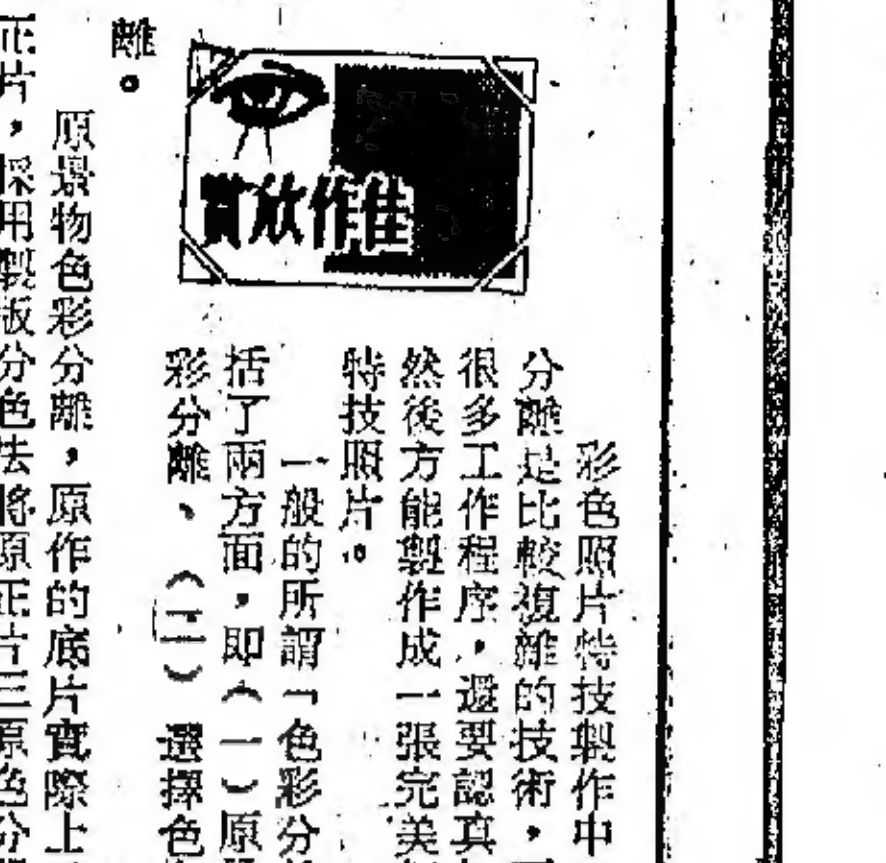 佳作欣賞
彩色照片特技製作中
分離是比較複雜的技術，
很多工作程序，還要認真
然後方能製作成一張完美
特技照片。
一般的所謂「色彩分
括了兩方面，即（一）原
彩分離、（二）選擇色
離。
原景物色彩分離，原作的底片實際上
正片，採用製版分色法將原正片三原色分